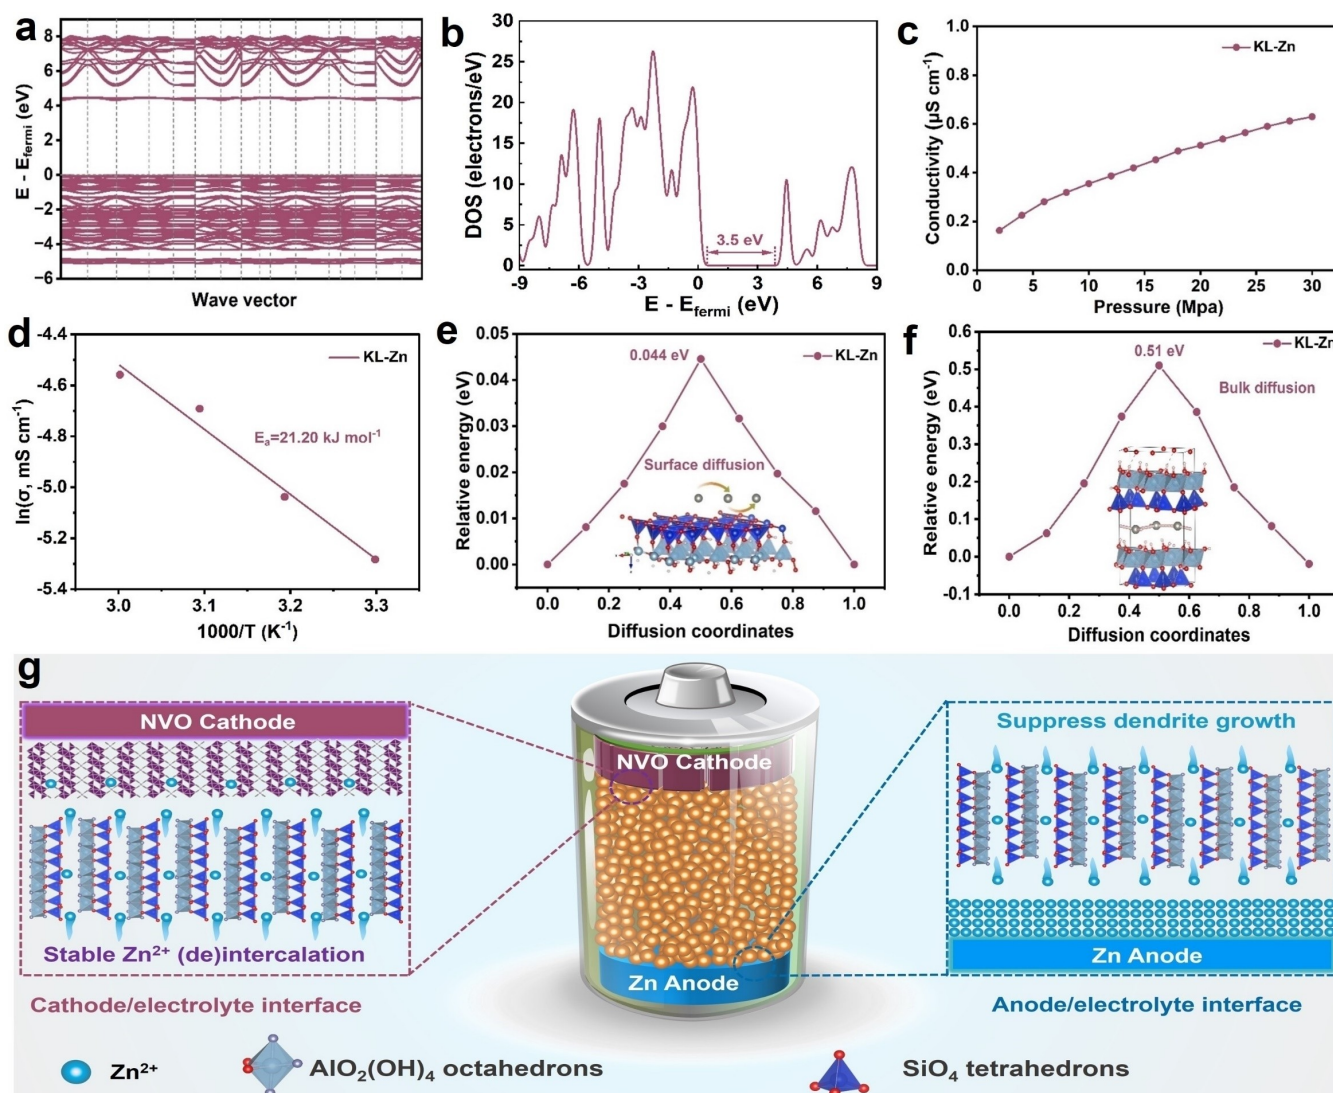 a
8
6
4
2
0
−2
−4
−6
E - Efermi (eV)
Wave vector
b
30
25
20
15
10
5
0
DOS (electrons/eV)
3.5 eV
-9 -6 -3 0 3 6 9
E - Efermi (eV)
c
1.0
0.8
0.6
0.4
0.2
0.0
Conductivity (μS cm⁻¹)
KL-Zn
0 5 10 15 20 25 30
Pressure (Mpa)
d
-4.4
-4.6
-4.8
-5.0
-5.2
-5.4
ln(σ, mS cm⁻¹)
KL-Zn
Eₐ=21.20 kJ mol⁻¹
3.0 3.1 3.2 3.3
1000/T (K⁻¹)
e
0.05
0.04
0.03
0.02
0.01
0.00
Relative energy (eV)
0.044 eV
KL-Zn
Surface diffusion
0.0 0.2 0.4 0.6 0.8 1.0
Diffusion coordinates
f
0.6
0.5
0.4
0.3
0.2
0.1
0.0
-0.1
Relative energy (eV)
0.51 eV
KL-Zn
Bulk diffusion
0.0 0.2 0.4 0.6 0.8 1.0
Diffusion coordinates
g
NVO Cathode
Stable Zn²⁺ (de)intercalation
Cathode/electrolyte interface
NVO Cathode
Zn Anode
Suppress dendrite growth
Zn Anode
Anode/electrolyte interface
Zn²⁺
AlO₂(OH)₄ octahedrons
SiO₄ tetrahedrons